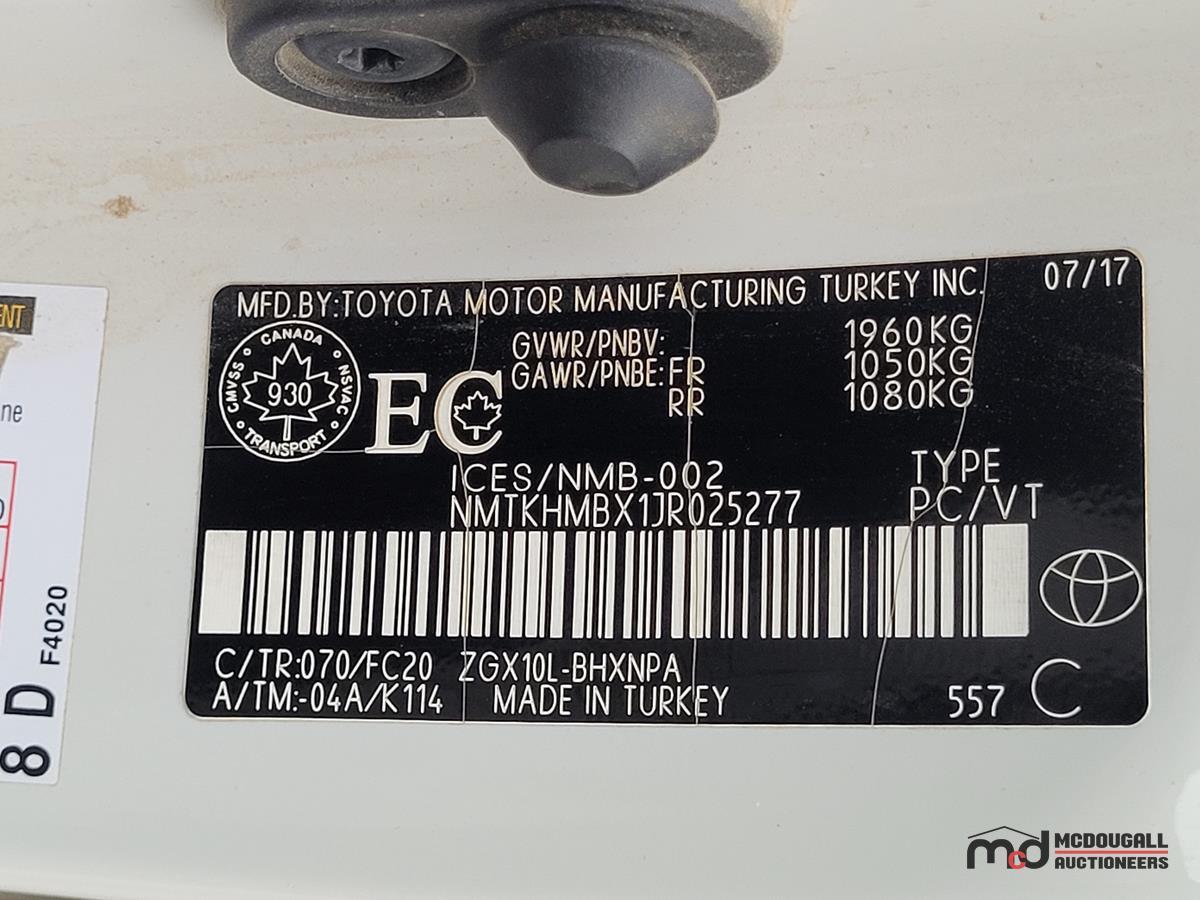 MFD.BY:TOYOTA MOTOR MANUFACTURING TURKEY INC. 07/17
CANADA
CMVSS
930
NSVAC
TRANSPORT
EC
GVWR/PNBV: 1960KG
GAWR/PNBE:FR 1050KG
RR 1080KG
ICES/NMB-002 TYPE
NMTKHMBX1JR025277 PC/VT
C/TR:070/FC20 ZGX10L-BHXNPA
A/TM:-04A/K114 MADE IN TURKEY 557 C
F4020
8 D
mcd MCDOUGALL
AUCTIONEERS